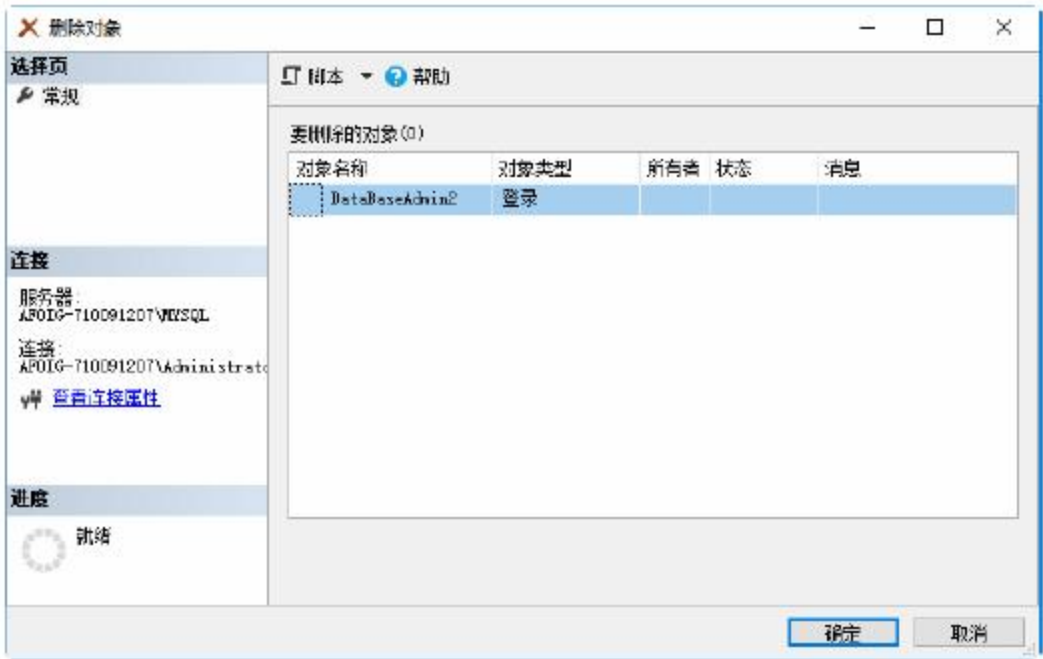 删除对象
选择页
常规
脚本 帮助
要删除的对象(O)
对象名称 对象类型 所有者 状态 消息
DataBaseAdmin2 登录
连接
服务器:
AFOIG-710091207\MYSQL
连接:
AFOIG-710091207\Administrato
查看连接属性
进度
就绪
确定 取消